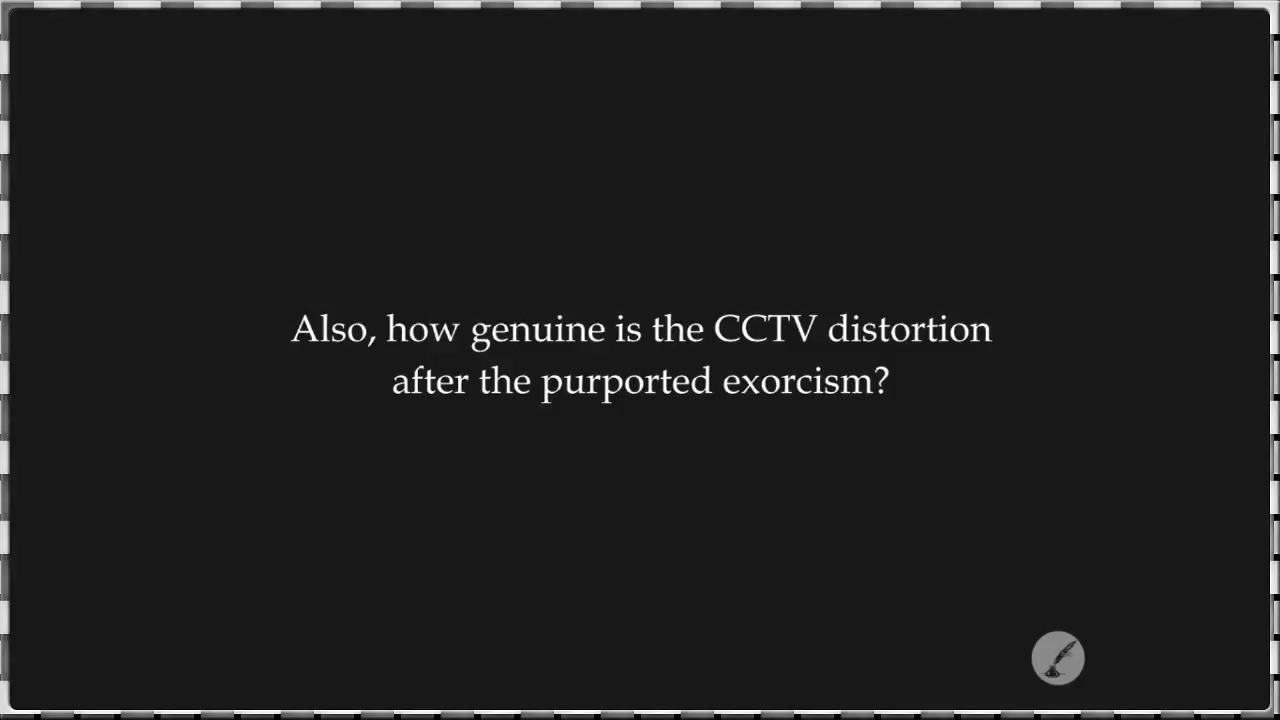 Also, how genuine is the CCTV distortion
after the purported exorcism?